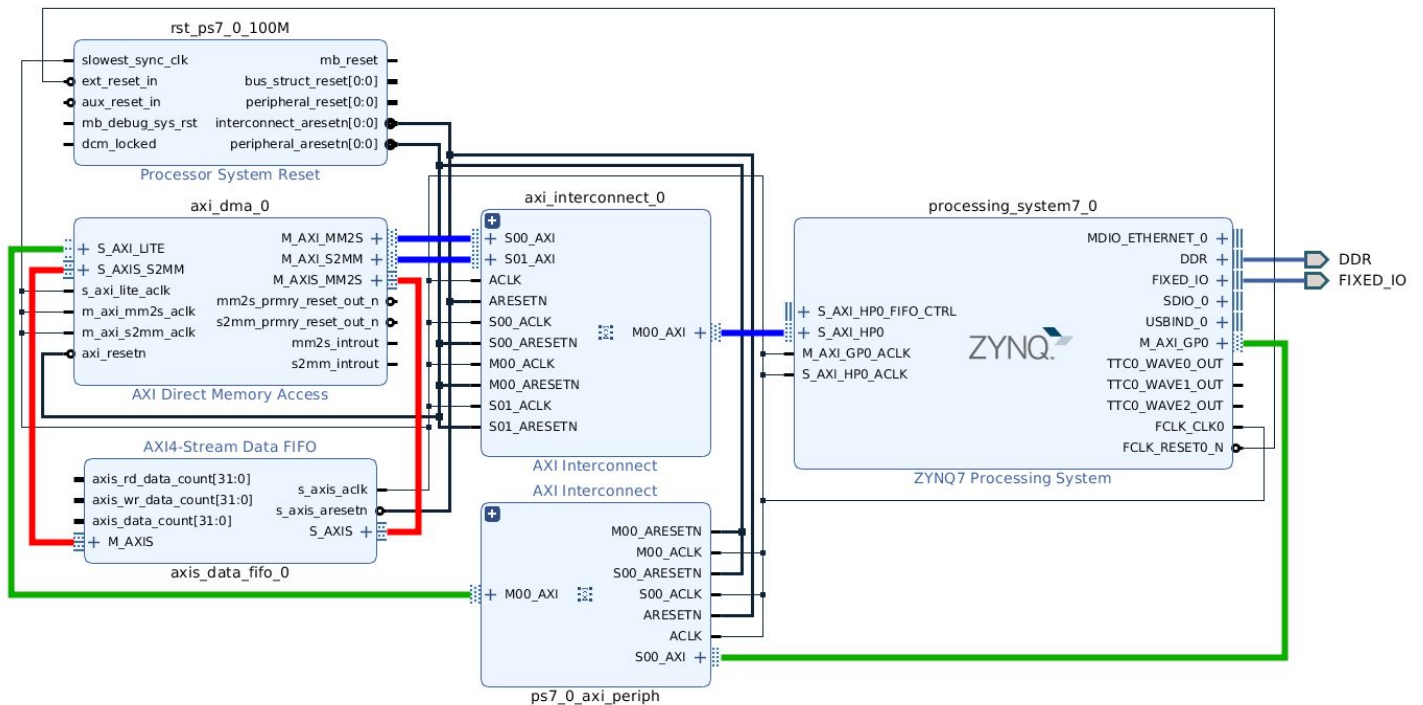 rst_ps7_0_100M
slowest_sync_clk
ext_reset_in
aux_reset_in
mb_debug_sys_rst
dcm_locked
mb_reset
bus_struct_reset[0:0]
peripheral_reset[0:0]
interconnect_aresetn[0:0]
peripheral_aresetn[0:0]
Processor System Reset
axi_dma_0
S_AXI_LITE
S_AXIS_S2MM
s_axi_lite_aclk
m_axi_mm2s_aclk
m_axi_s2mm_aclk
axi_resetn
M_AXI_MM2S
M_AXI_S2MM
M_AXIS_MM2S
mm2s_prmry_reset_out_n
s2mm_prmry_reset_out_n
mm2s_introut
s2mm_introut
AXI Direct Memory Access
AXI4-Stream Data FIFO
axis_rd_data_count[31:0]
axis_wr_data_count[31:0]
axis_data_count[31:0]
M_AXIS
s_axis_aclk
s_axis_aresetn
S_AXIS
axis_data_fifo_0
axi_interconnect_0
S00_AXI
S01_AXI
ACLK
ARESETN
S00_ACLK
S00_ARESETN
M00_ACLK
M00_ARESETN
S01_ACLK
S01_ARESETN
M00_AXI
AXI Interconnect
AXI Interconnect
M00_AXI
M00_ARESETN
M00_ACLK
S00_ARESETN
S00_ACLK
ARESETN
ACLK
S00_AXI
ps7_0_axi_periph
processing_system7_0
S_AXI_HP0_FIFO_CTRL
S_AXI_HP0
M_AXI_GP0_ACLK
S_AXI_HP0_ACLK
ZYNQ
MDIO_ETHERNET_0
DDR
FIXED_IO
SDIO_0
USBIND_0
M_AXI_GP0
TTC0_WAVE0_OUT
TTC0_WAVE1_OUT
TTC0_WAVE2_OUT
FCLK_CLK0
FCLK_RESET0_N
ZYNQ7 Processing System
DDR
FIXED_IO